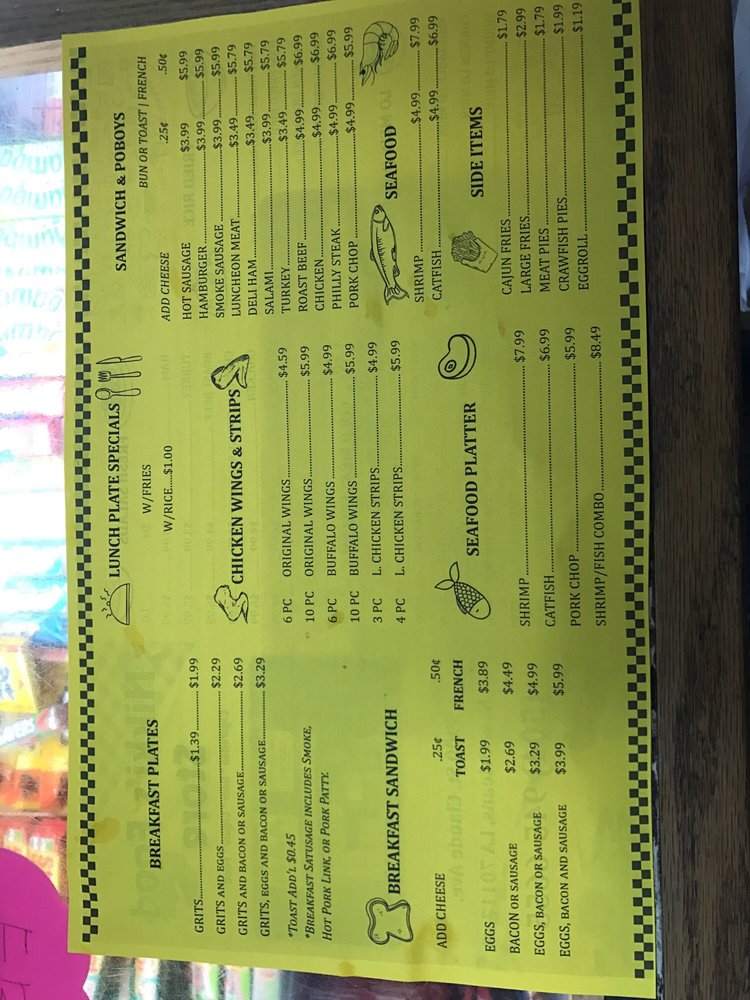 BREAKFAST PLATES
GRITS..........$1.39..........$1.99
GRITS AND EGGS..........$2.29
GRITS AND BACON OR SAUSAGE..........$2.69
GRITS, EGGS AND BACON OR SAUSAGE..........$3.29
*TOAST ADD'L $0.45
*BREAKFAST SATUSAGE INCLUDES SMOKE,
HOT PORK LINK, OR PORK PATTY.
BREAKFAST SANDWICH
ADD CHEESE .25¢ .50¢
TOAST FRENCH
EGGS $1.99 $3.89
BACON OR SAUSAGE $2.69 $4.49
EGGS, BACON OR SAUSAGE $3.29 $4.99
EGGS, BACON AND SAUSAGE $3.99 $5.99
LUNCH PLATE SPECIALS
W/FRIES
W/RICE....$1.00
CHICKEN WINGS & STRIPS
6 PC ORIGINAL WINGS..........$4.59
10 PC ORIGINAL WINGS..........$5.99
6 PC BUFFALO WINGS..........$4.99
10 PC BUFFALO WINGS..........$5.99
3 PC L. CHICKEN STRIPS..........$4.99
4 PC L. CHICKEN STRIPS..........$5.99
SEAFOOD PLATTER
SHRIMP..........$7.99
CATFISH..........$6.99
PORK CHOP..........$5.99
SHRIMP/FISH COMBO..........$8.49
SANDWICH & POBOYS
BUN OR TOAST | FRENCH
ADD CHEESE .25¢ .50¢
HOT SAUSAGE $3.99 $5.99
HAMBURGER..........$3.99..........$5.99
SMOKE SAUSAGE..........$3.99..........$5.99
LUNCHEON MEAT..........$3.49..........$5.79
DELI HAM..........$3.49..........$5.79
SALAMI..........$3.99..........$5.79
TURKEY..........$3.49..........$5.79
ROAST BEEF..........$4.99..........$6.99
CHICKEN..........$4.99..........$6.99
PHILLY STEAK..........$4.99..........$6.99
PORK CHOP..........$4.99..........$5.99
SEAFOOD
SHRIMP..........$4.99..........$7.99
CATFISH..........$4.99..........$6.99
SIDE ITEMS
CAJUN FRIES..........$1.79
LARGE FRIES..........$2.99
MEAT PIES..........$1.79
CRAWFISH PIES..........$1.99
EGGROLL..........$1.19